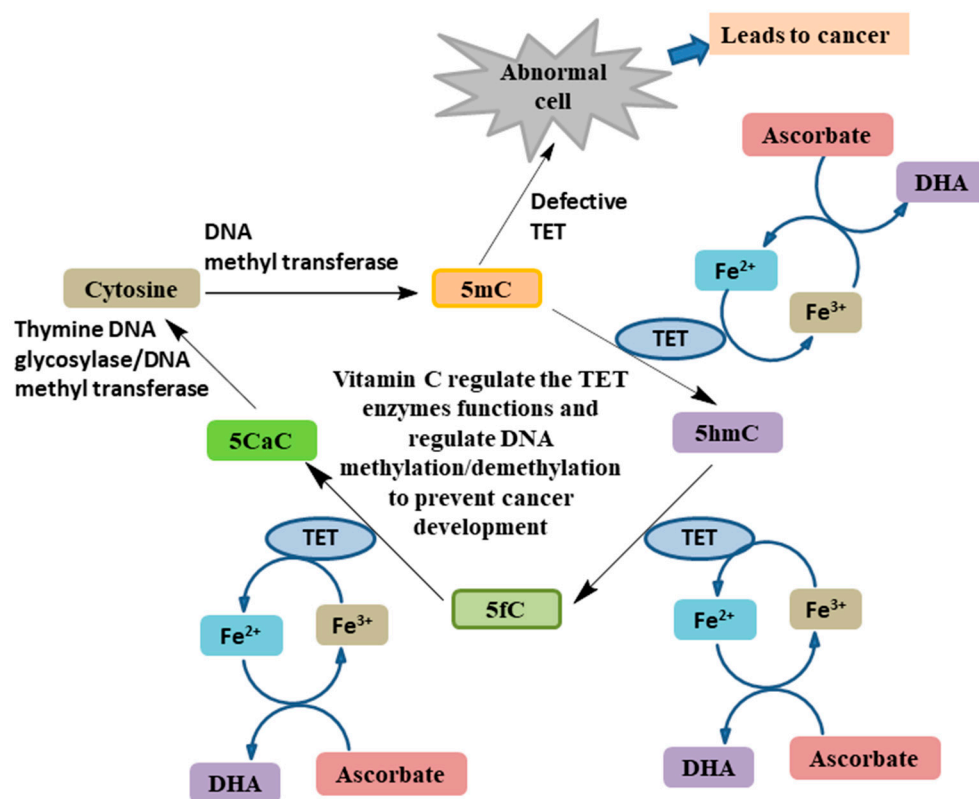 Leads to cancer
Abnormal
cell
Ascorbate
DHA
Defective
TET
DNA
methyl transferase
Fe²⁺
Cytosine
5mC
Fe³⁺
TET
Thymine DNA
glycosylase/DNA
methyl transferase
Vitamin C regulate the TET
enzymes functions and
regulate DNA
methylation/demethylation
to prevent cancer
development
5CaC
5hmC
TET
TET
5fC
Fe²⁺
Fe³⁺
Fe²⁺
Fe³⁺
DHA
Ascorbate
DHA
Ascorbate